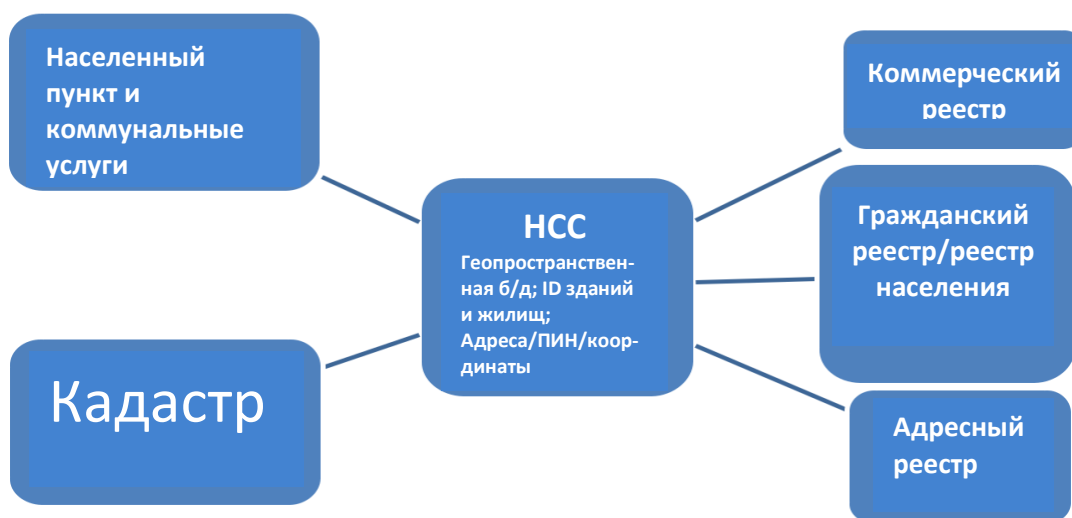 Населенный
пункт и
коммунальные
услуги
Кадастр
НСС
Геопространствен-
ная б/д; ID зданий
и жилищ;
Адреса/ПИН/коор-
динаты
Коммерческий
реестр
Гражданский
реестр/реестр
населения
Адресный
реестр